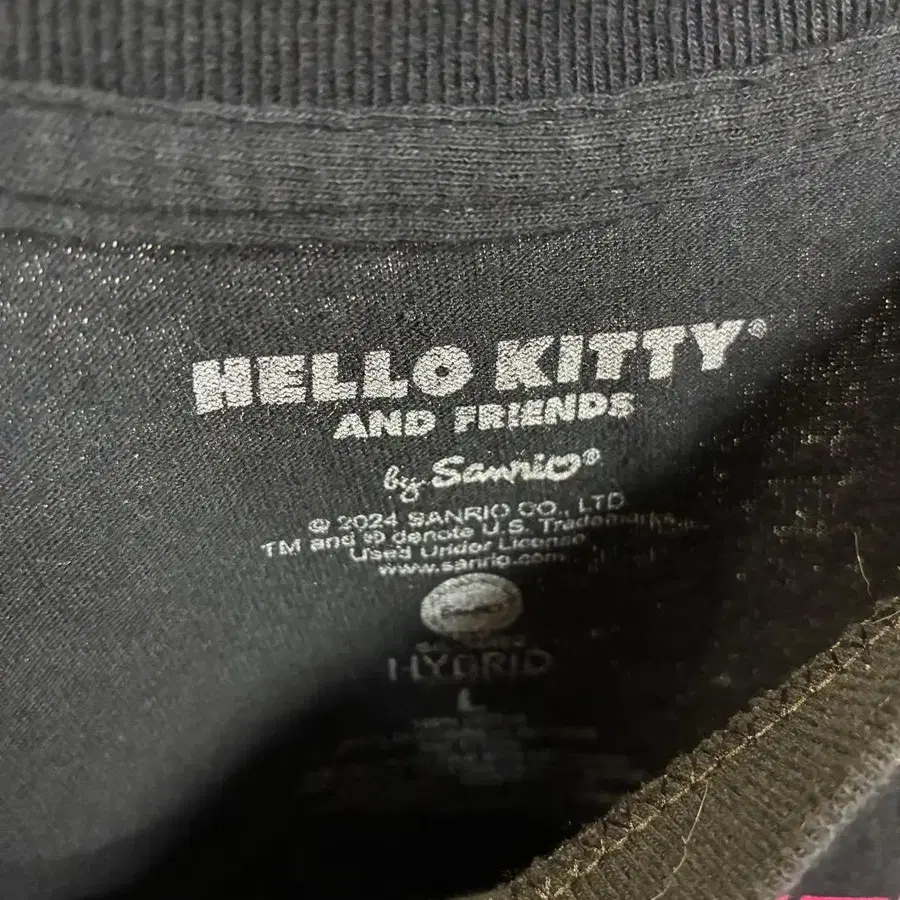 HELLO KITTY®
AND FRIENDS
by Sanrio®
© 2024 SANRIO CO., LTD
TM and ® denote U.S. Trademarks
Used Under License
www.sanrio.com
HYBRID
L